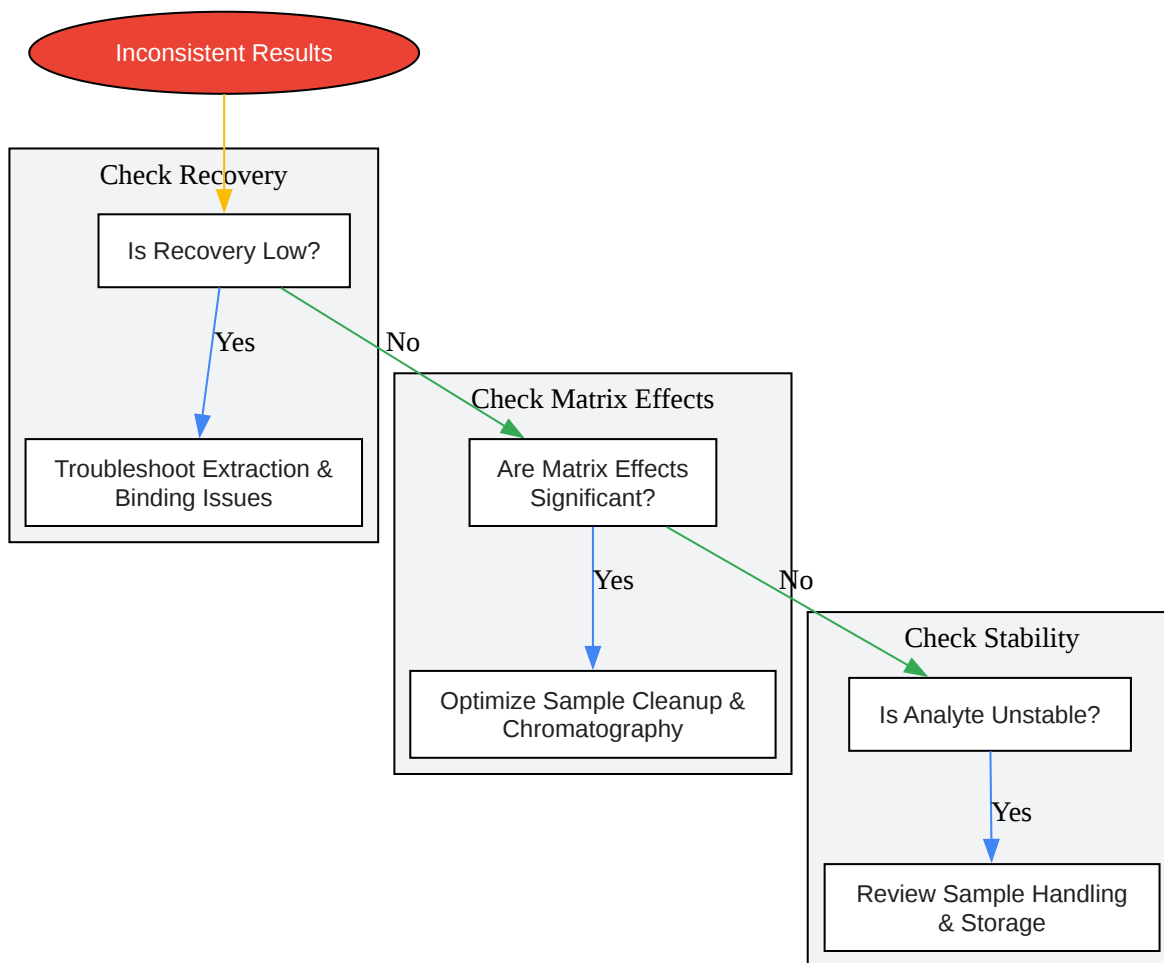 Inconsistent Results
Check Recovery
Is Recovery Low?
Yes
No
Troubleshoot Extraction &
Binding Issues
Check Matrix Effects
Are Matrix Effects
Significant?
Yes
No
Optimize Sample Cleanup &
Chromatography
Check Stability
Is Analyte Unstable?
Yes
Review Sample Handling
& Storage